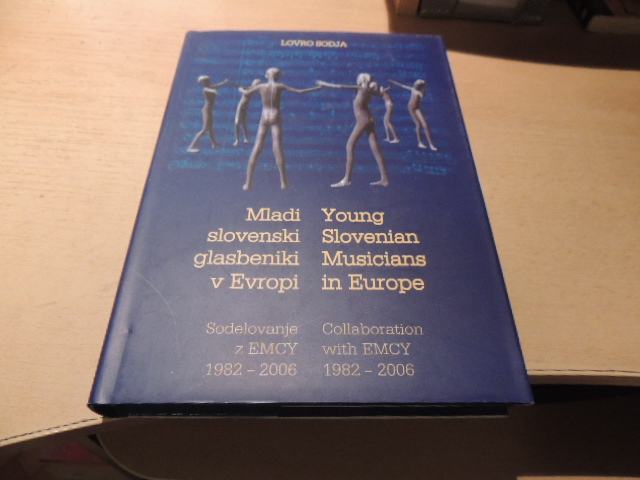 LOVRO SODJA
Mladi
slovenski
glasbeniki
v Evropi
Young
Slovenian
Musicians
in Europe
Sodelovanje
z EMCY
1982 – 2006
Collaboration
with EMCY
1982 – 2006